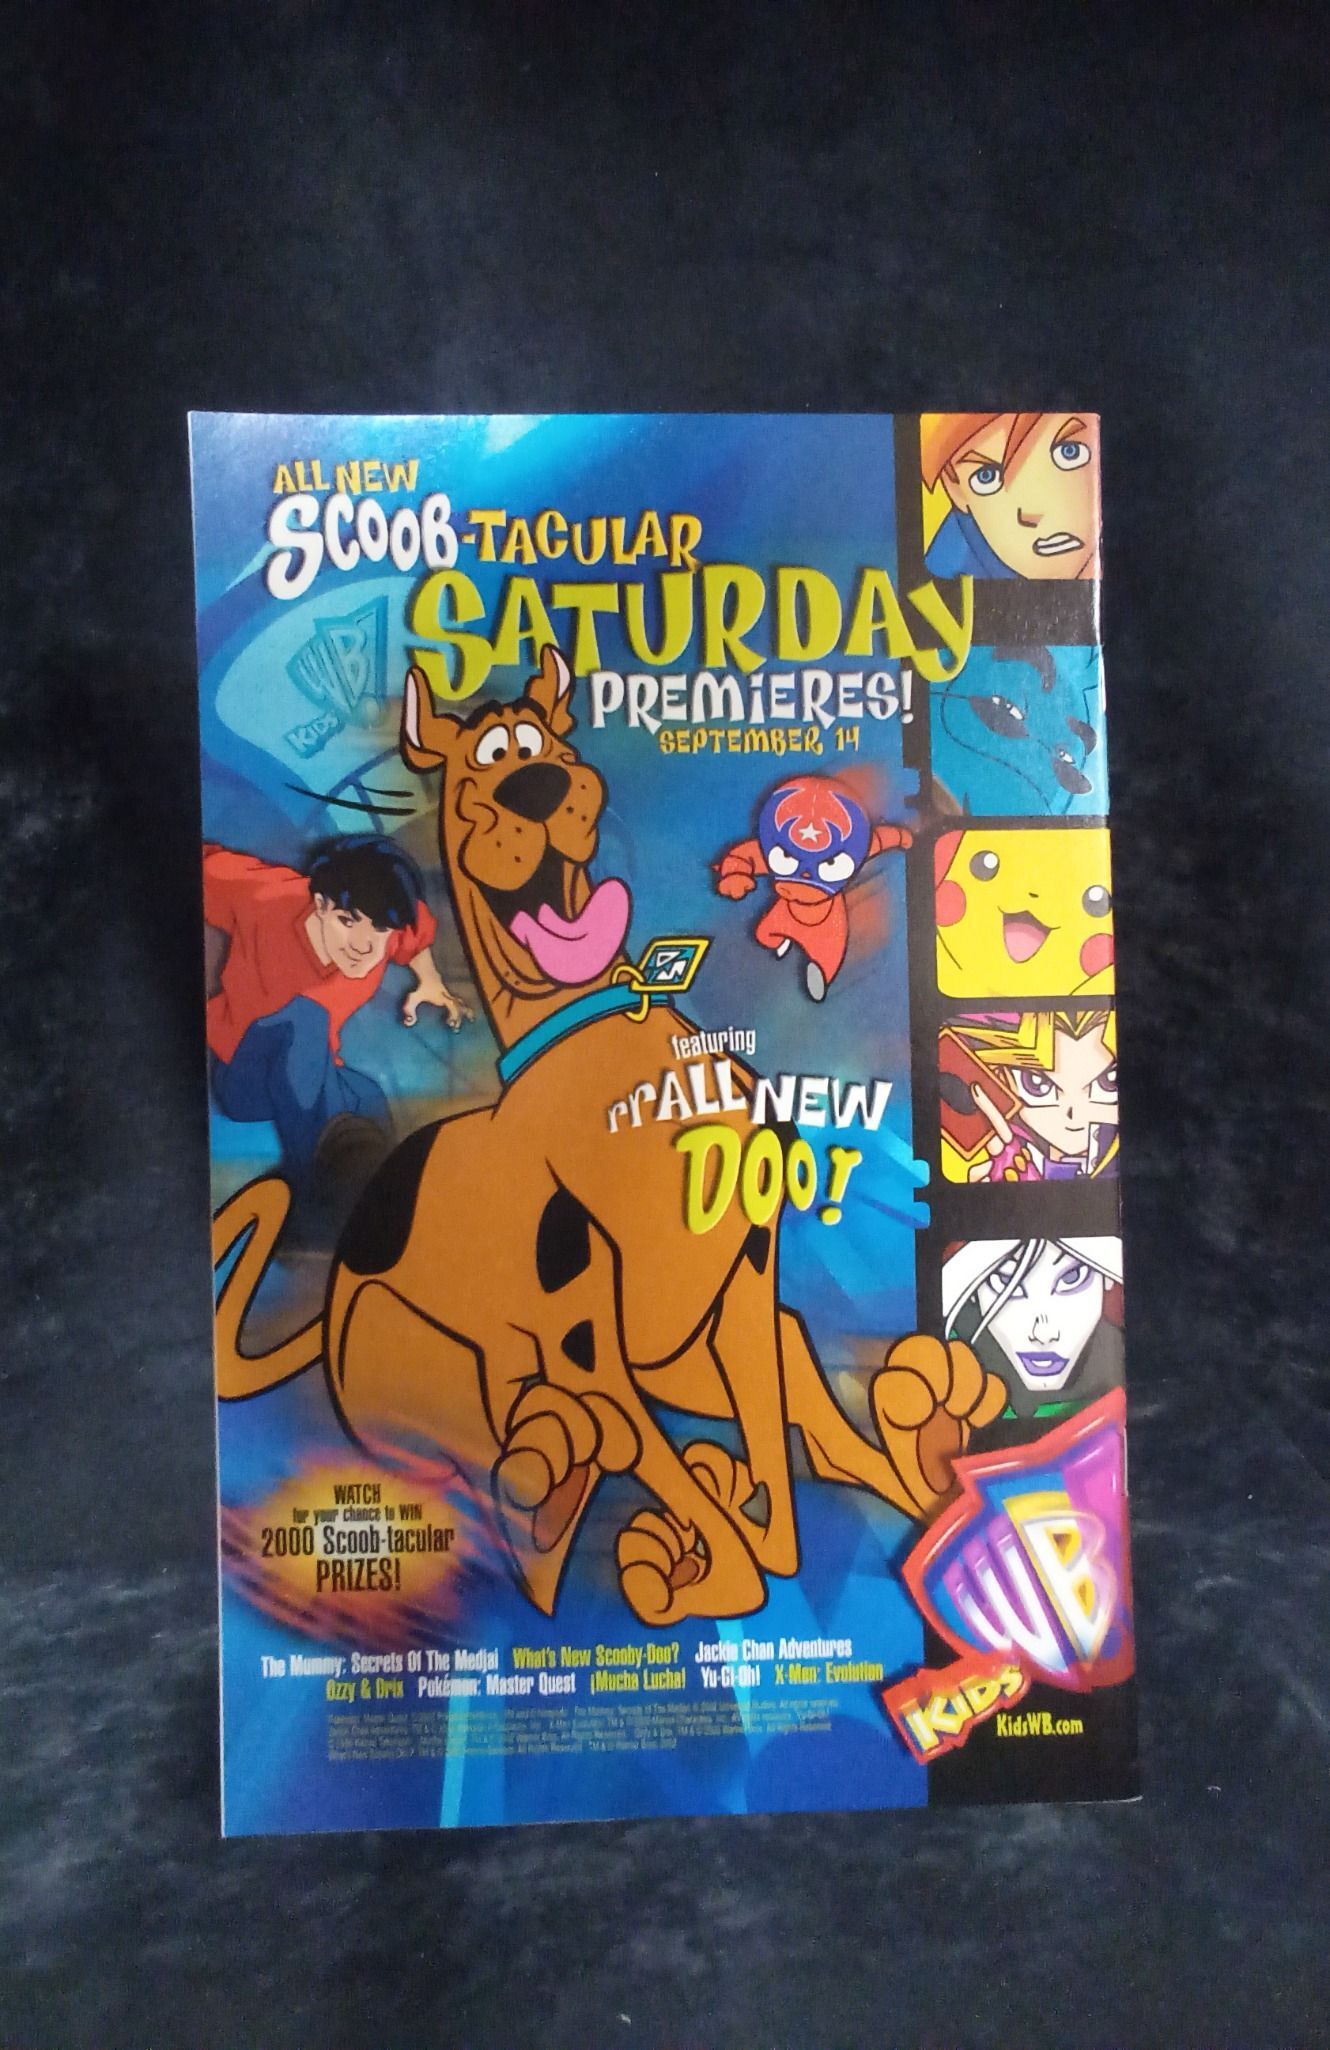 ALL NEW
SCOOB-TACULAR
SATURDAY
PREMIERES!
SEPTEMBER 14
WB
KIDS
featuring
rrALL NEW
DOO!
WATCH
for your chance to WIN
2000 Scoob-tacular
PRIZES!
The Mummy: Secrets Of The Medjai What's New Scooby-Doo? Jackie Chan Adventures
Ozzy & Drix Pokémon: Master Quest ¡Mucha Lucha! Yu-Gi-Oh! X-Men: Evolution
WB
KIDS
KidsWB.com